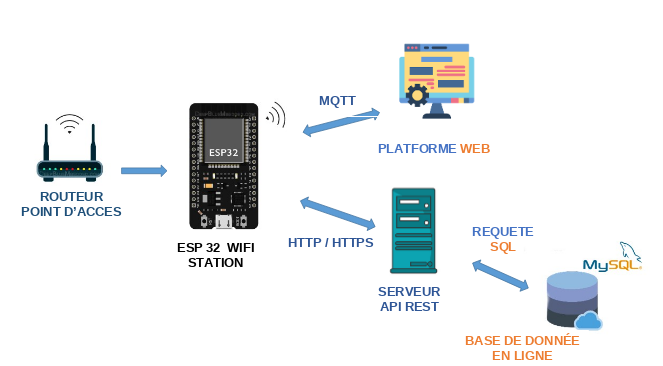 MQTT
PLATFORME WEB
ESP32
ROUTEUR
POINT D'ACCES
ESP 32 WIFI
STATION
HTTP / HTTPS
SERVEUR
API REST
REQUETE
SQL
MySQL
BASE DE DONNÉE
EN LIGNE